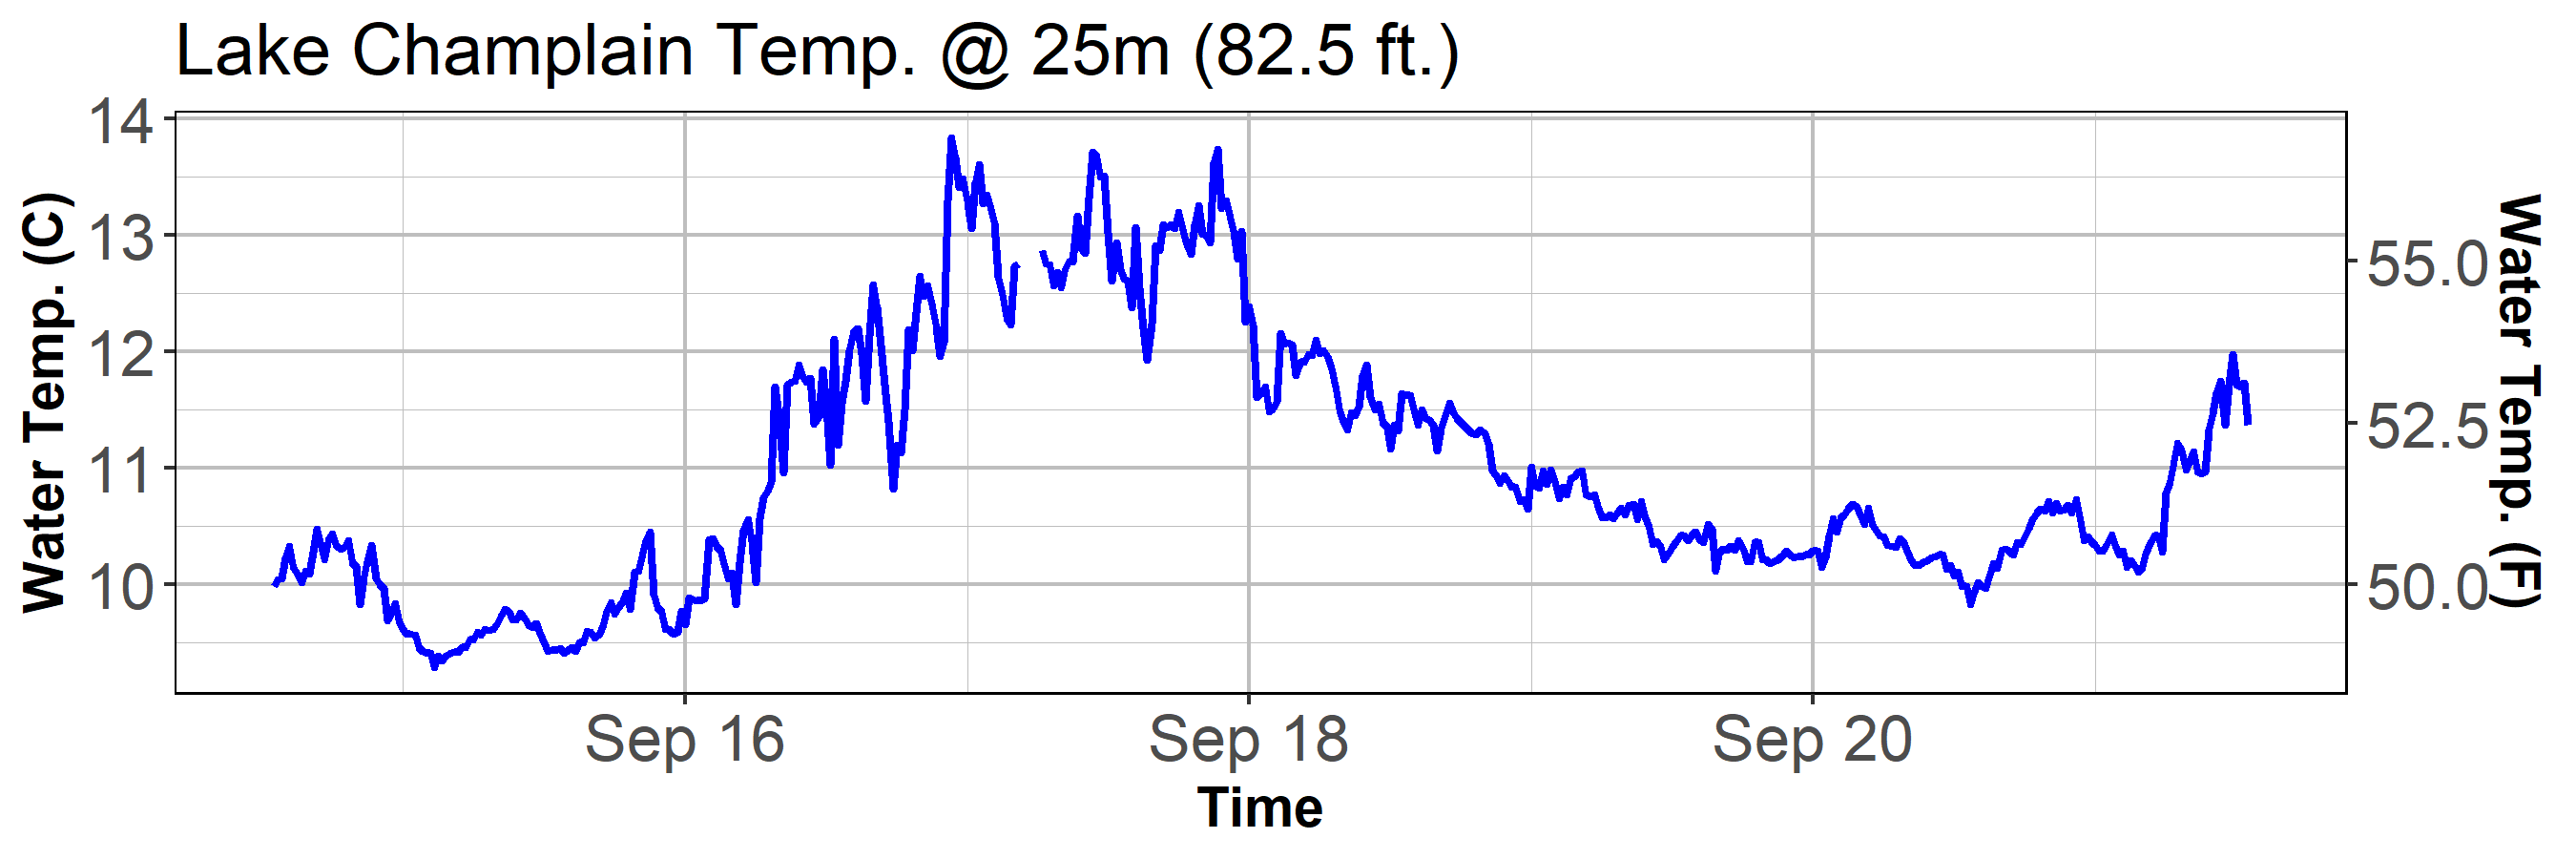 Lake Champlain Temp. @ 25m (82.5 ft.)
Water Temp. (C)
14
13
12
11
10
55.0
52.5
50.0
Water Temp. (F)
Sep 16
Sep 18
Sep 20
Time